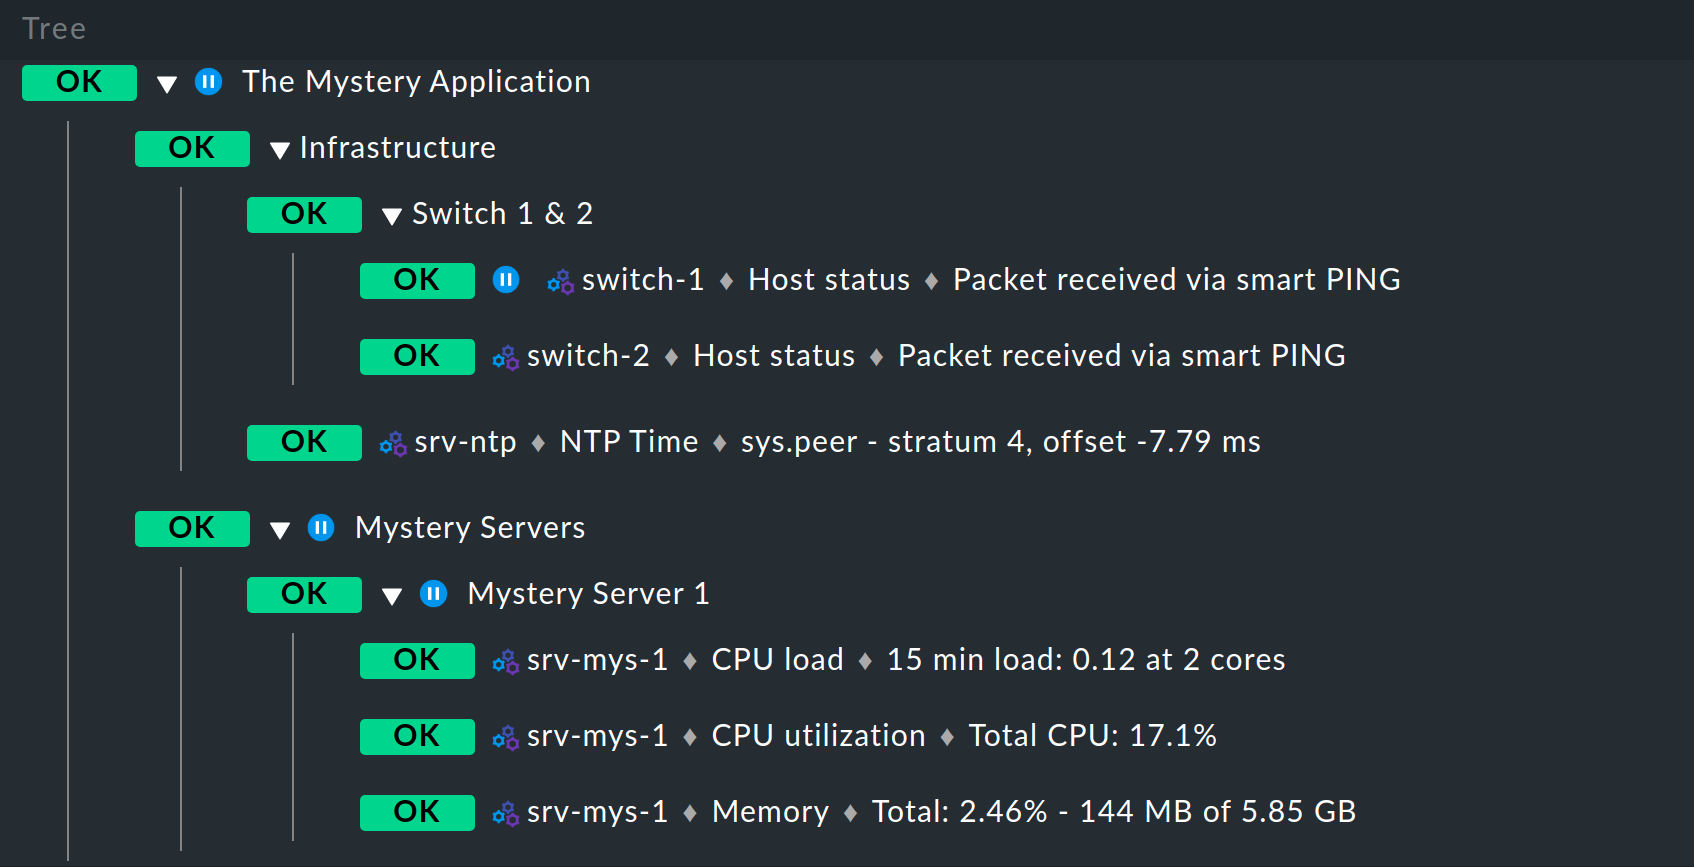 Tree
OK The Mystery Application
OK Infrastructure
OK Switch 1 & 2
OK switch-1 ♦ Host status ♦ Packet received via smart PING
OK switch-2 ♦ Host status ♦ Packet received via smart PING
OK srv-ntp ♦ NTP Time ♦ sys.peer - stratum 4, offset -7.79 ms
OK Mystery Servers
OK Mystery Server 1
OK srv-mys-1 ♦ CPU load ♦ 15 min load: 0.12 at 2 cores
OK srv-mys-1 ♦ CPU utilization ♦ Total CPU: 17.1%
OK srv-mys-1 ♦ Memory ♦ Total: 2.46% - 144 MB of 5.85 GB